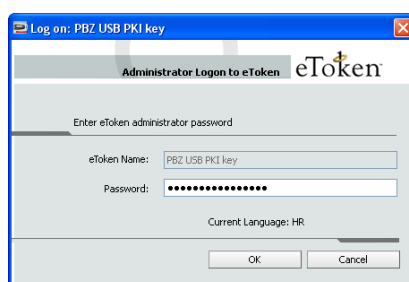 Log on: PBZ USB PKI key
Administrator Logon to eToken
eToken
Enter eToken administrator password
eToken Name: PBZ USB PKI key
Password: ●●●●●●●●●●●●●●●●
Current Language: HR
OK Cancel